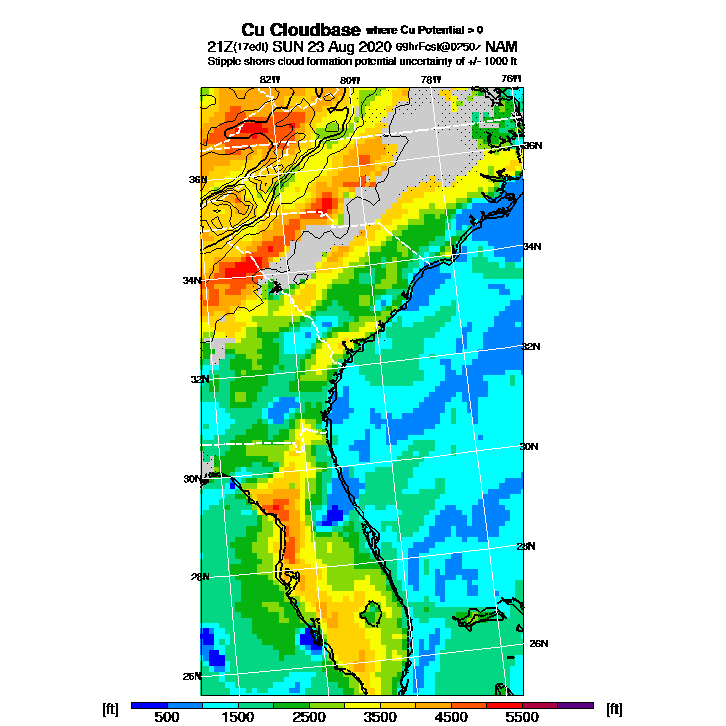 Cu Cloudbase where Cu Potential > 0
21Z(17edt) SUN 23 Aug 2020 69hrFcst@0750z NAM
Stipple shows cloud formation potential uncertainty of +/- 1000 ft
82W 80W 78W 76W
36N
36N
34N
34N
32N
32N
30N
30N
28N
28N
26N
26N
[ft] 500 1500 2500 3500 4500 5500 [ft]